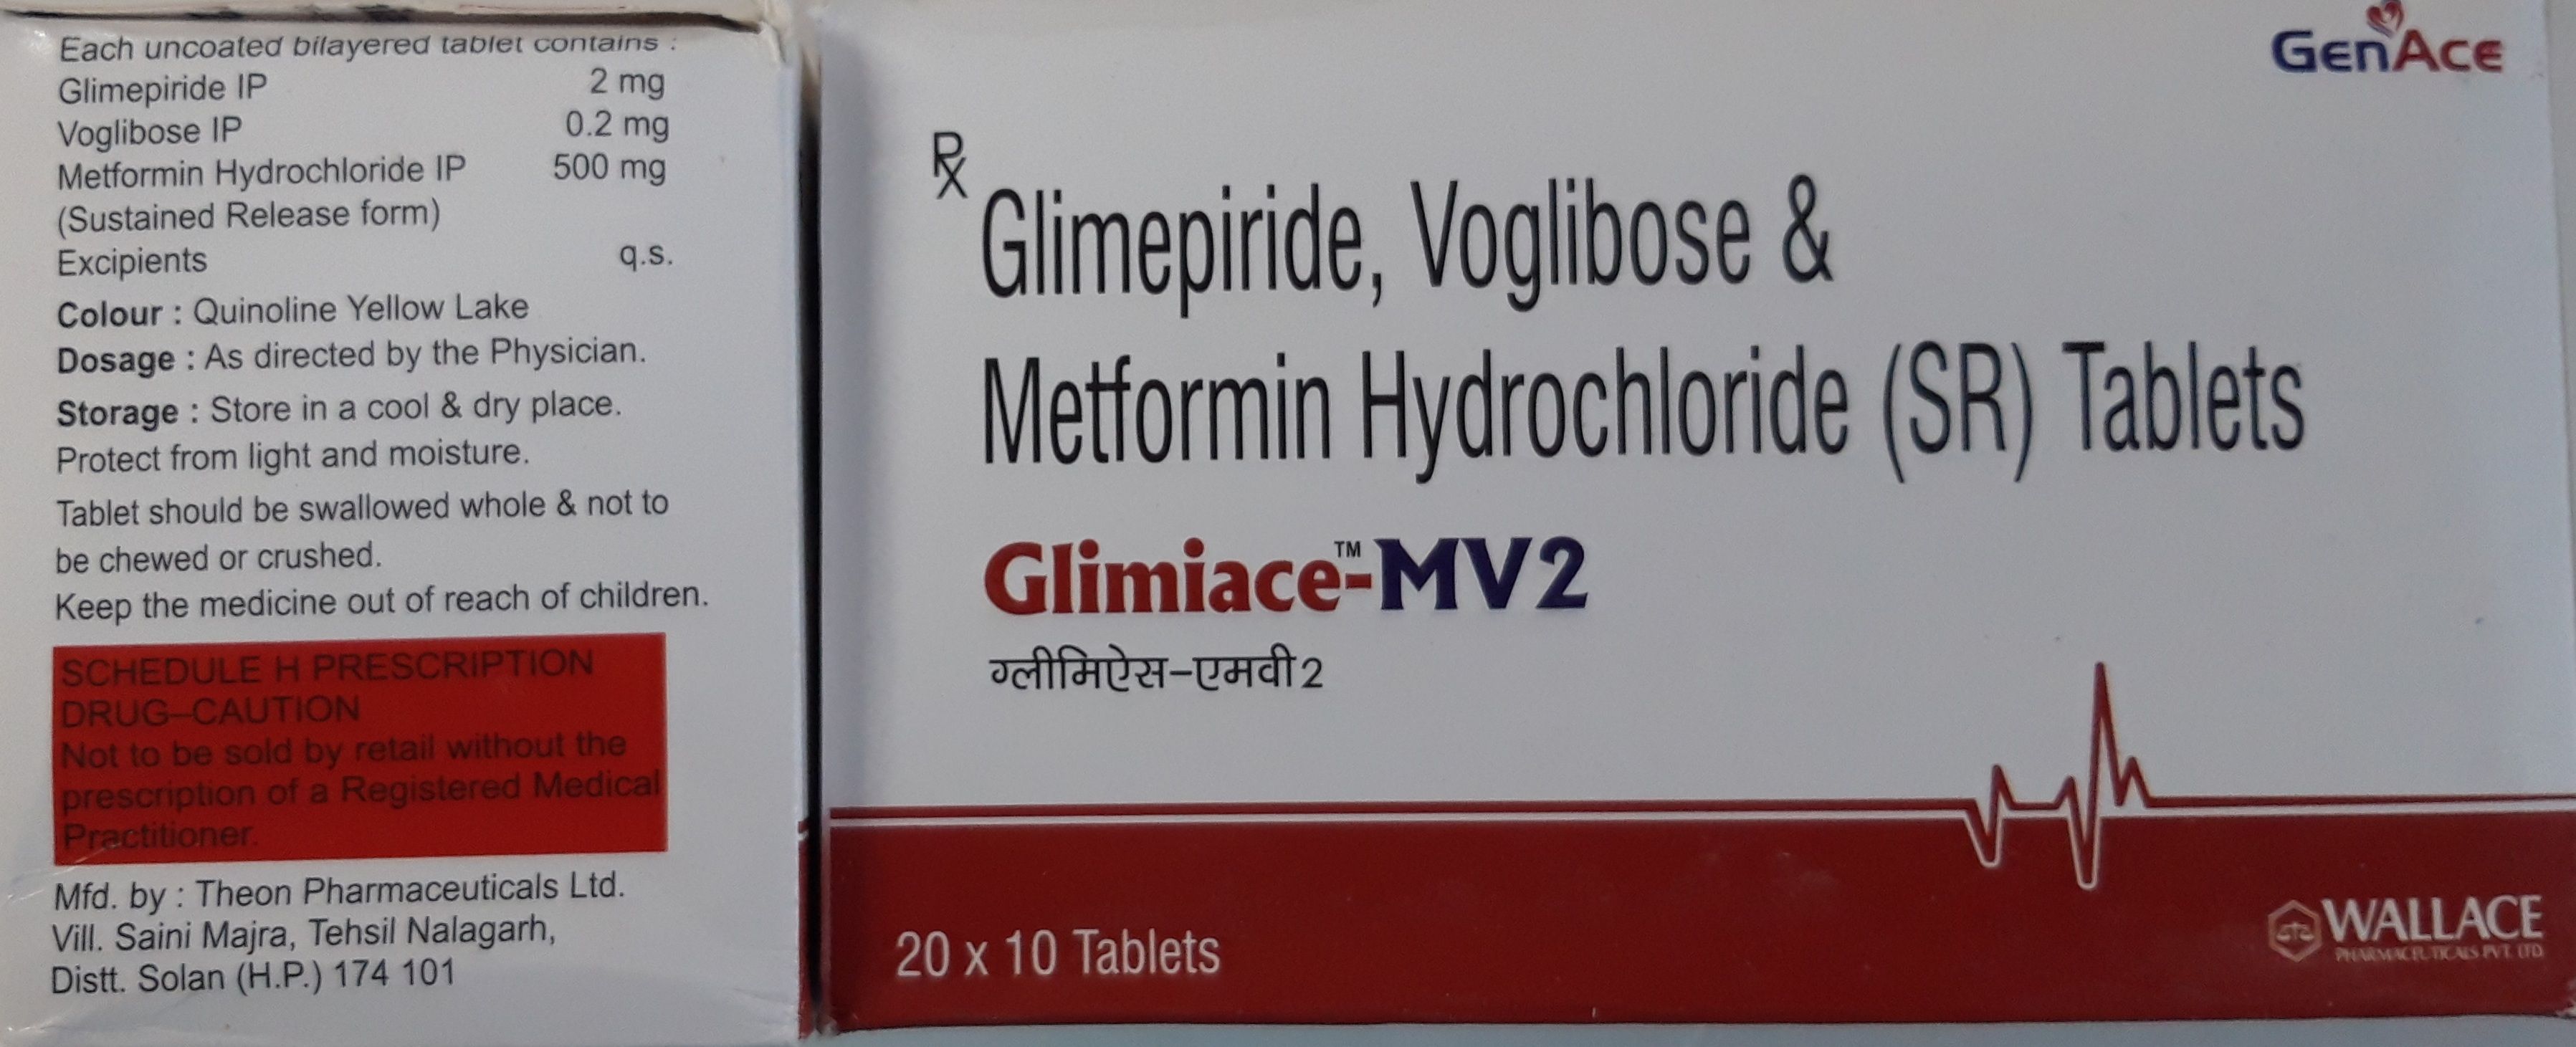 Each uncoated bilayered tablet contains :
Glimepiride IP 2 mg
Voglibose IP 0.2 mg
Metformin Hydrochloride IP 500 mg
(Sustained Release form)
Excipients q.s.
Colour : Quinoline Yellow Lake
Dosage : As directed by the Physician.
Storage : Store in a cool & dry place.
Protect from light and moisture.
Tablet should be swallowed whole & not to
be chewed or crushed.
Keep the medicine out of reach of children.
SCHEDULE H PRESCRIPTION
DRUG–CAUTION
Not to be sold by retail without the
prescription of a Registered Medical
Practitioner.
Mfd. by : Theon Pharmaceuticals Ltd.
Vill. Saini Majra, Tehsil Nalagarh,
Distt. Solan (H.P.) 174 101
GenAce
Rx
Glimepiride, Voglibose &
Metformin Hydrochloride (SR) Tablets
Glimiace™-MV2
ग्लीमिऐस-एमवी 2
20 x 10 Tablets
WALLACE
PHARMACEUTICALS PVT. LTD